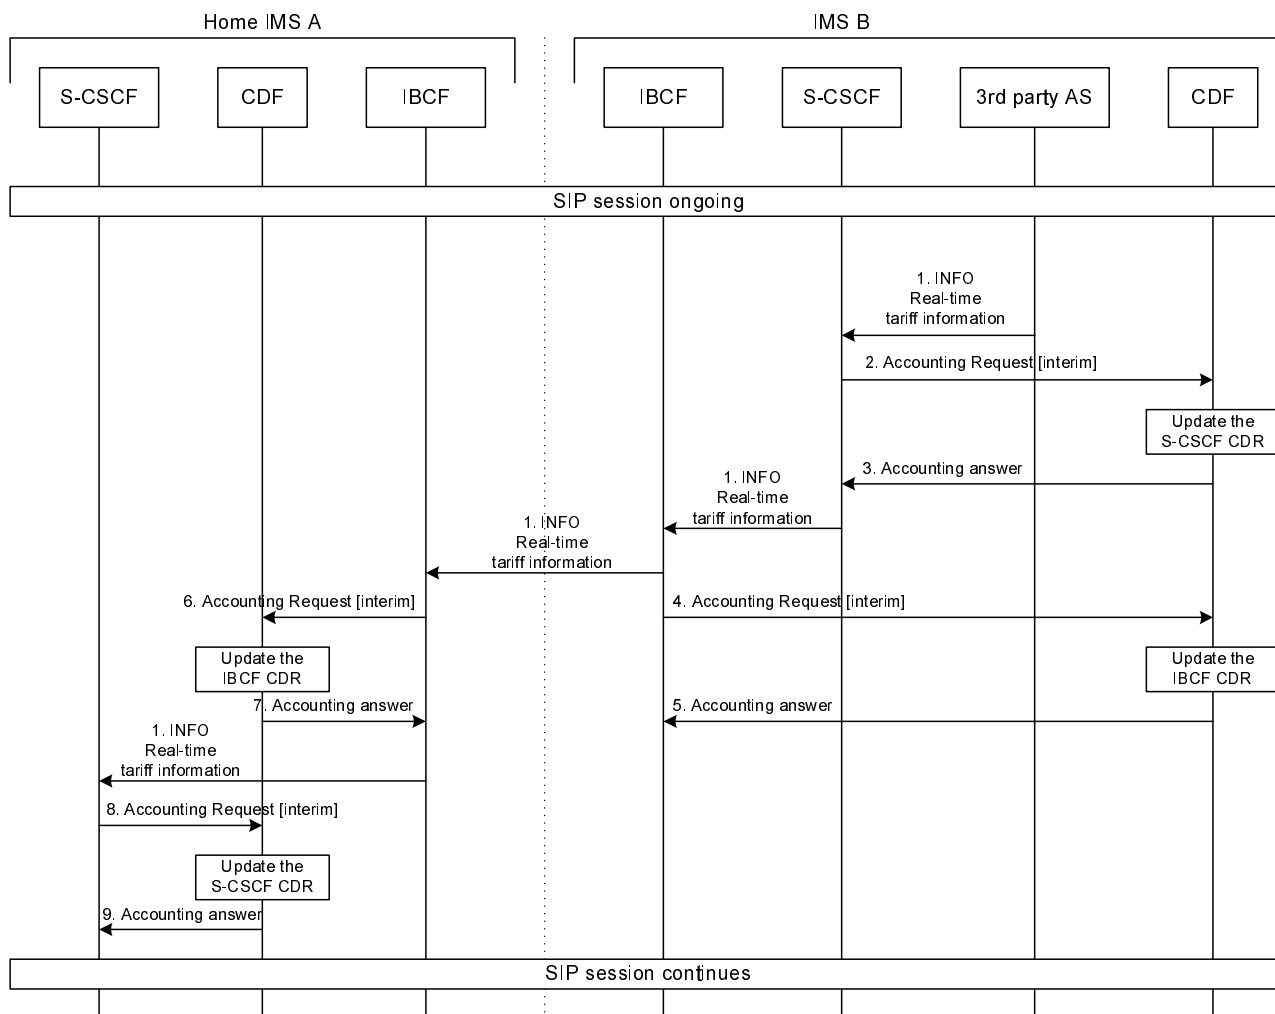 Home IMS A
IMS B
S-CSCF
CDF
IBCF
IBCF
S-CSCF
3rd party AS
CDF
SIP session ongoing
1. INFO
Real-time
tariff information
2. Accounting Request [interim]
Update the
S-CSCF CDR
3. Accounting answer
1. INFO
Real-time
tariff information
1. INFO
Real-time
tariff information
6. Accounting Request [interim]
4. Accounting Request [interim]
Update the
IBCF CDR
Update the
IBCF CDR
7. Accounting answer
5. Accounting answer
1. INFO
Real-time
tariff information
8. Accounting Request [interim]
Update the
S-CSCF CDR
9. Accounting answer
SIP session continues